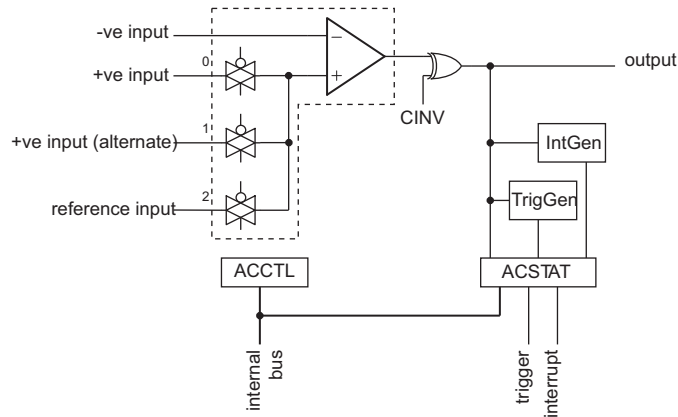 -ve input
0
+ve input
output
CINV
1
+ve input (alternate)
IntGen
2
reference input
TrigGen
ACCTL
ACSTAT
internal
bus
trigger
interrupt
−
+